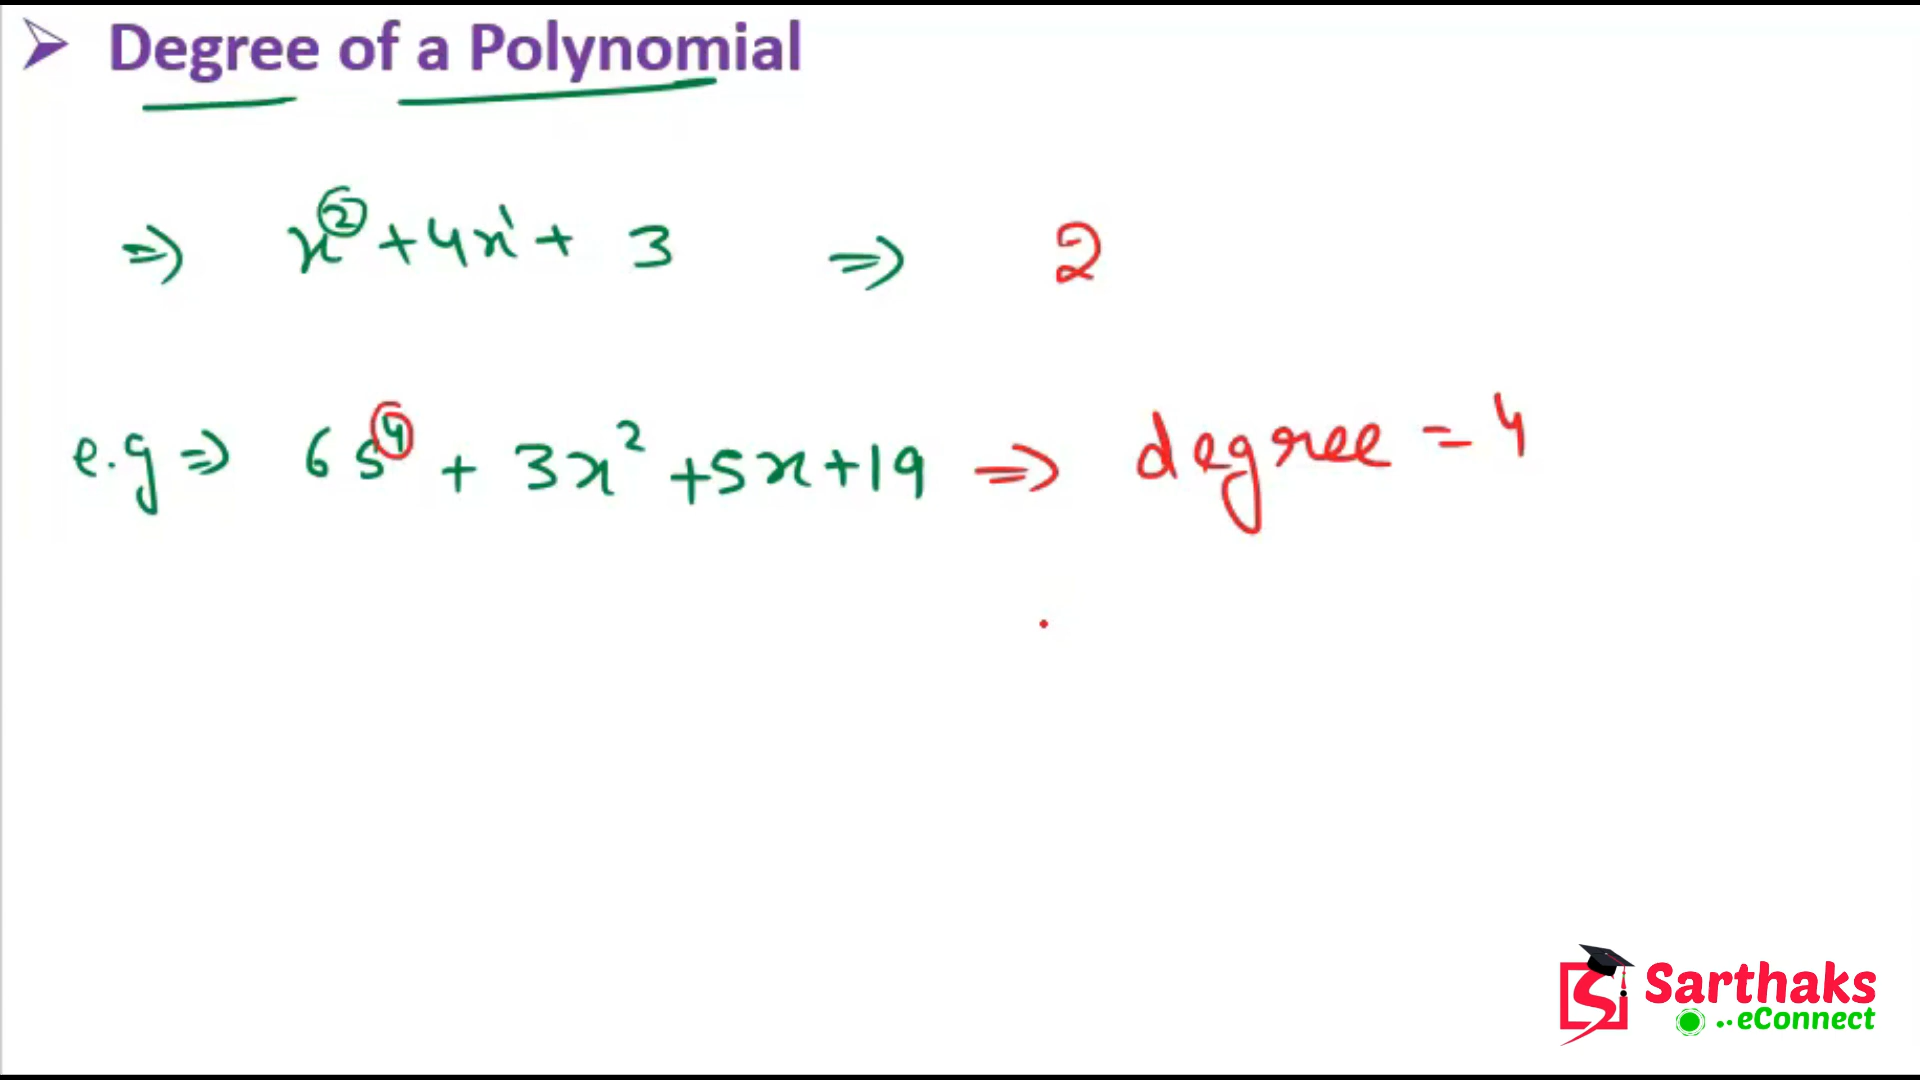 Degree of a Polynomial
⇒ x² + 4x¹ + 3 ⇒ 2
e.g ⇒ 6s⁴ + 3x² + 5x + 19 ⇒ degree = 4
Sarthaks
eConnect